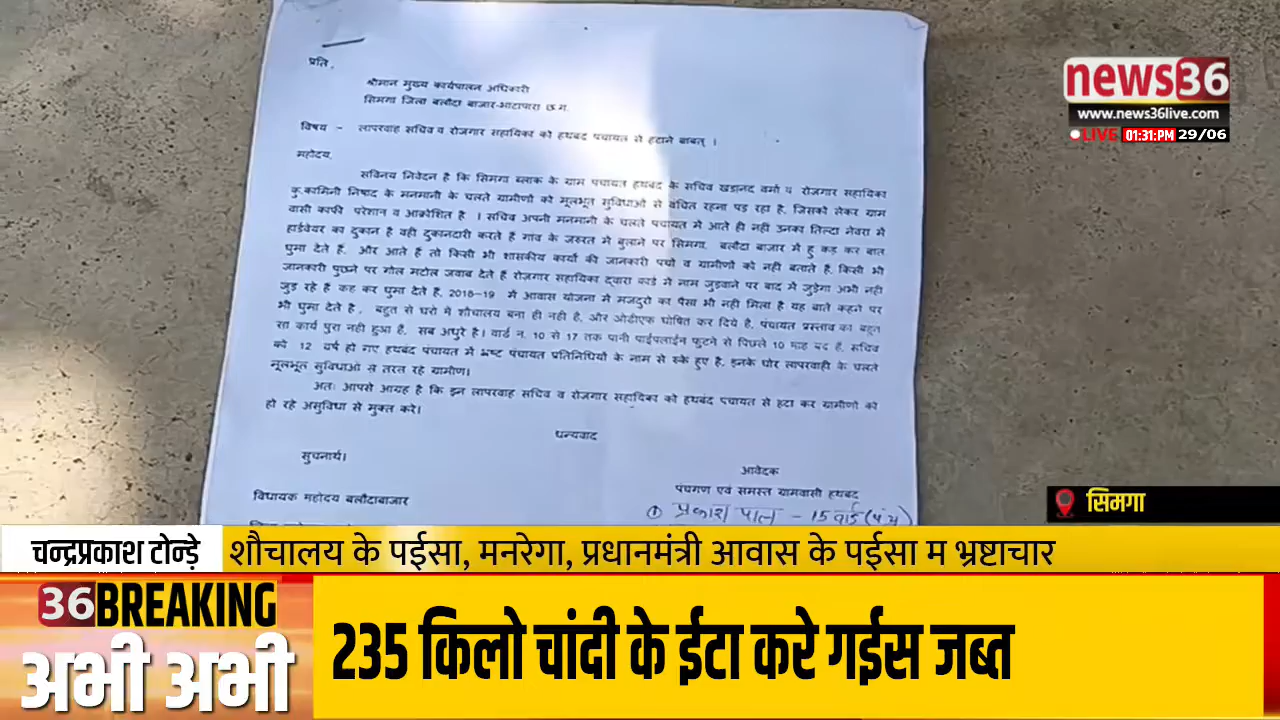 प्रति,
श्रीमान मुख्य कार्यपालन अधिकारी
सिमगा जिला बलौदा बाजार-भाटापारा छ.ग.
विषय – लापरवाह सचिव व रोजगार सहायिका को हथबंद पंचायत से हटाने बाबत् ।
महोदय,
सविनय निवेदन है कि सिमगा ब्लाक के ग्राम पंचायत हथबंद के सचिव खडानंद वर्मा व रोजगार सहायिका
कु.कामिनी निषाद के मनमानी के चलते ग्रामीणों को मूलभूत सुविधाओं से वंचित रहना पड़ रहा है, जिसको लेकर ग्राम
वासी काफी परेशान व आक्रोशित है । सचिव अपनी मनमानी के चलते पंचायत में आते ही नहीं उनका तिल्दा नेवरा में
हार्डवेयर का दुकान है वही दुकानदारी करते हैं गांव के जरुरत में बुलाने पर सिमगा, बलौदा बाजार में हु कह कर बात
घुमा देते हैं, और आते हैं तो किसी भी शासकीय कार्यो की जानकारी पंचो व ग्रामीणों को नही बताते हैं, किसी भी
जानकारी पुछने पर गोल मटोल जवाब देते हैं रोजगार सहायिका द्वारा कार्ड में नाम जुड़वाने पर बाद में जुड़ेगा अभी नही
जुड़ रहे हैं कह कर घुमा देते हैं, 2018-19 में आवास योजना में मजदुरो का पैसा भी नही मिला है यह बाते कहने पर
भी घुमा देते है , बहुत से घरो में शौचालय बना ही नही है, और ओडीएफ घोषित कर दिये है, पंचायत प्रस्ताव का बहुत
सा कार्य पुरा नही हुआ है, सब अधुरे है। वार्ड न. 10 से 17 तक पानी पाईपलाईन फुटने से पिछले 10 माह बंद है, सचिव
को 12 वर्ष हो गए हथबंद पंचायत में भ्रष्ट पंचायत प्रतिनिधियों के नाम से रुके हुए है, इनके घोर लापरवाही के चलते
मूलभूत सुविधाओं से तरस रहे ग्रामीण।
अतः आपसे आग्रह है कि इन लापरवाह सचिव व रोजगार सहायिका को हथबंद पंचायत से हटा कर ग्रामीणों को
हो रहे असुविधा से मुक्त करे।
धन्यवाद
सुचनार्थ।
आवेदक
पंचगण एवं समस्त ग्रामवासी हथबंद
विधायक महोदय बलौदाबाजार
① प्रकाश पाल - 15 वार्ड (पंच)
news36
www.news36live.com
LIVE 01:31:PM 29/06
सिमगा
चन्द्रप्रकाश टोन्ड्रे शौचालय के पईसा, मनरेगा, प्रधानमंत्री आवास के पईसा म भ्रष्टाचार
36 BREAKING
अभी अभी
235 किलो चांदी के ईटा करे गईस जब्त